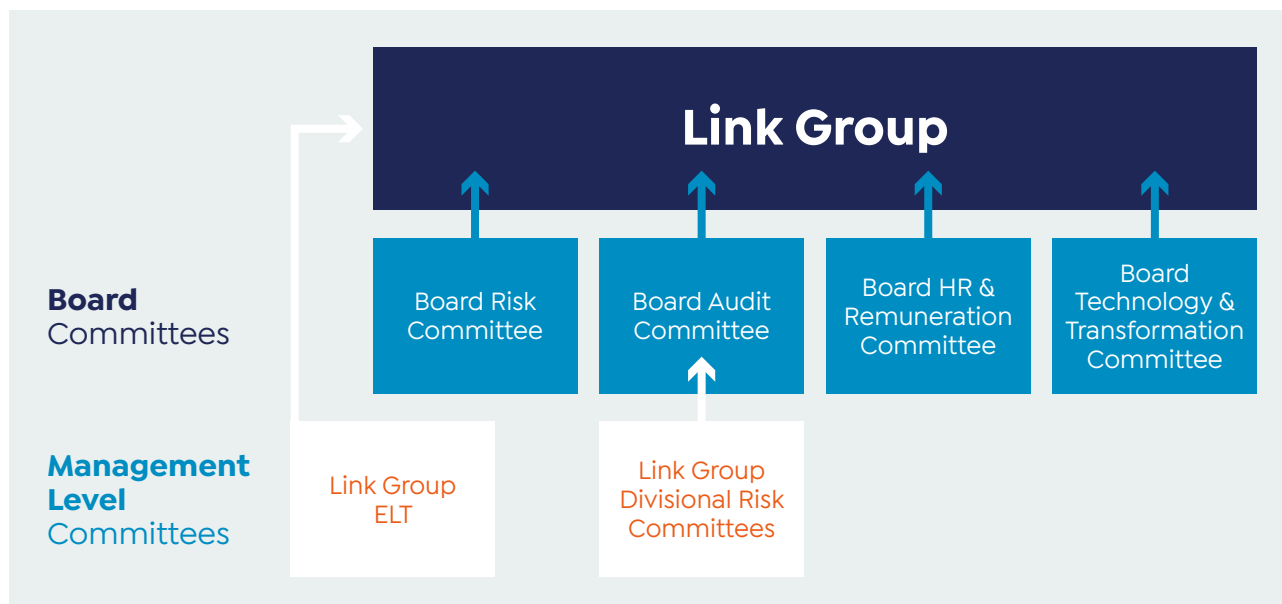 Link Group
Board
Committees
Board Risk
Committee
Board Audit
Committee
Board HR &
Remuneration
Committee
Board
Technology &
Transformation
Committee
Management
Level
Committees
Link Group
ELT
Link Group
Divisional Risk
Committees